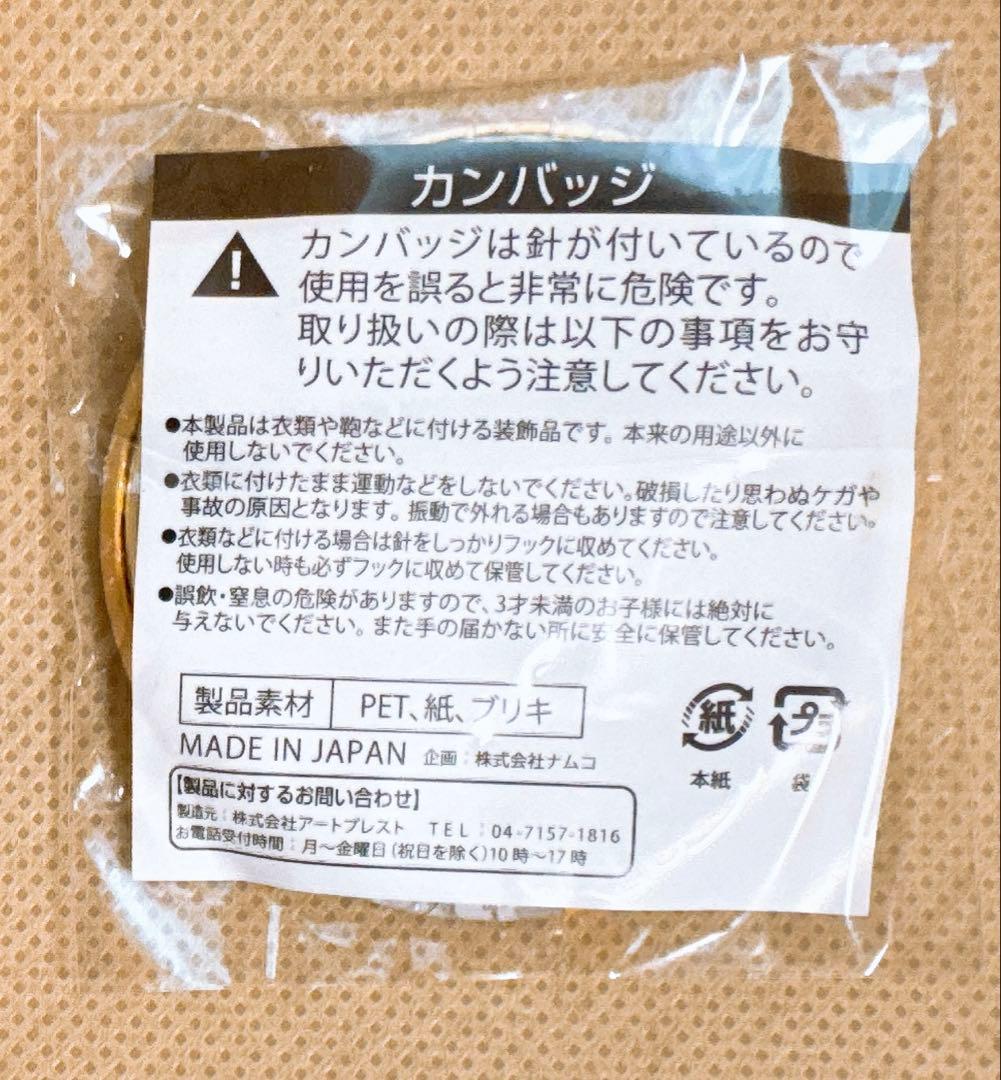 カンバッジ
カンバッジは針が付いているので
使用を誤ると非常に危険です。
取り扱いの際は以下の事項をお守
りいただくよう注意してください。
●本製品は衣類や鞄などに付ける装飾品です。本来の用途以外に
使用しないでください。
●衣類に付けたまま運動などをしないでください。破損したり思わぬケガや
事故の原因となります。振動で外れる場合もありますので注意してください。
●衣類などに付ける場合は針をしっかりフックに収めてください。
使用しない時も必ずフックに収めて保管してください。
●誤飲・窒息の危険がありますので、3才未満のお子様には絶対に
与えないでください。また手の届かない所に安全に保管してください。
製品素材 PET、紙、ブリキ
MADE IN JAPAN 企画：株式会社ナムコ
紙 プラ
本紙 袋
【製品に対するお問い合わせ】
製造元：株式会社アートプレスト TEL：04-7157-1816
お電話受付時間：月～金曜日(祝日を除く)10時～17時